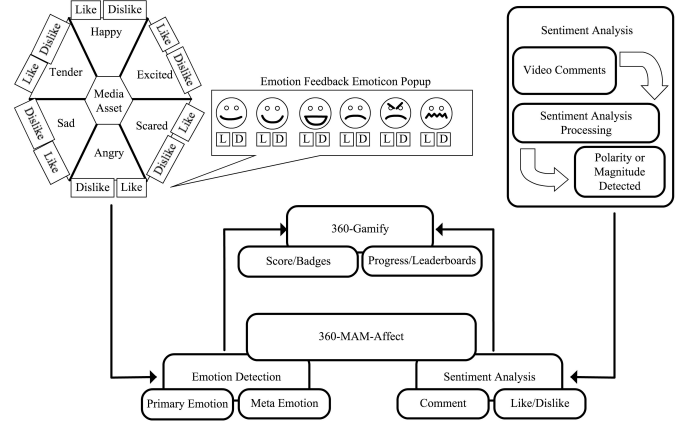 Like Dislike
Happy
Like Dislike
Excited
Like Dislike
Scared
Dislike Like
Angry
Dislike Like
Sad
Like Dislike
Tender
Media
Asset
Emotion Feedback Emoticon Popup
L D L D L D L D L D L D
Sentiment Analysis
Video Comments
Sentiment Analysis
Processing
Polarity or
Magnitude
Detected
360-Gamify
Score/Badges Progress/Leaderboards
360-MAM-Affect
Emotion Detection
Primary Emotion Meta Emotion
Sentiment Analysis
Comment Like/Dislike